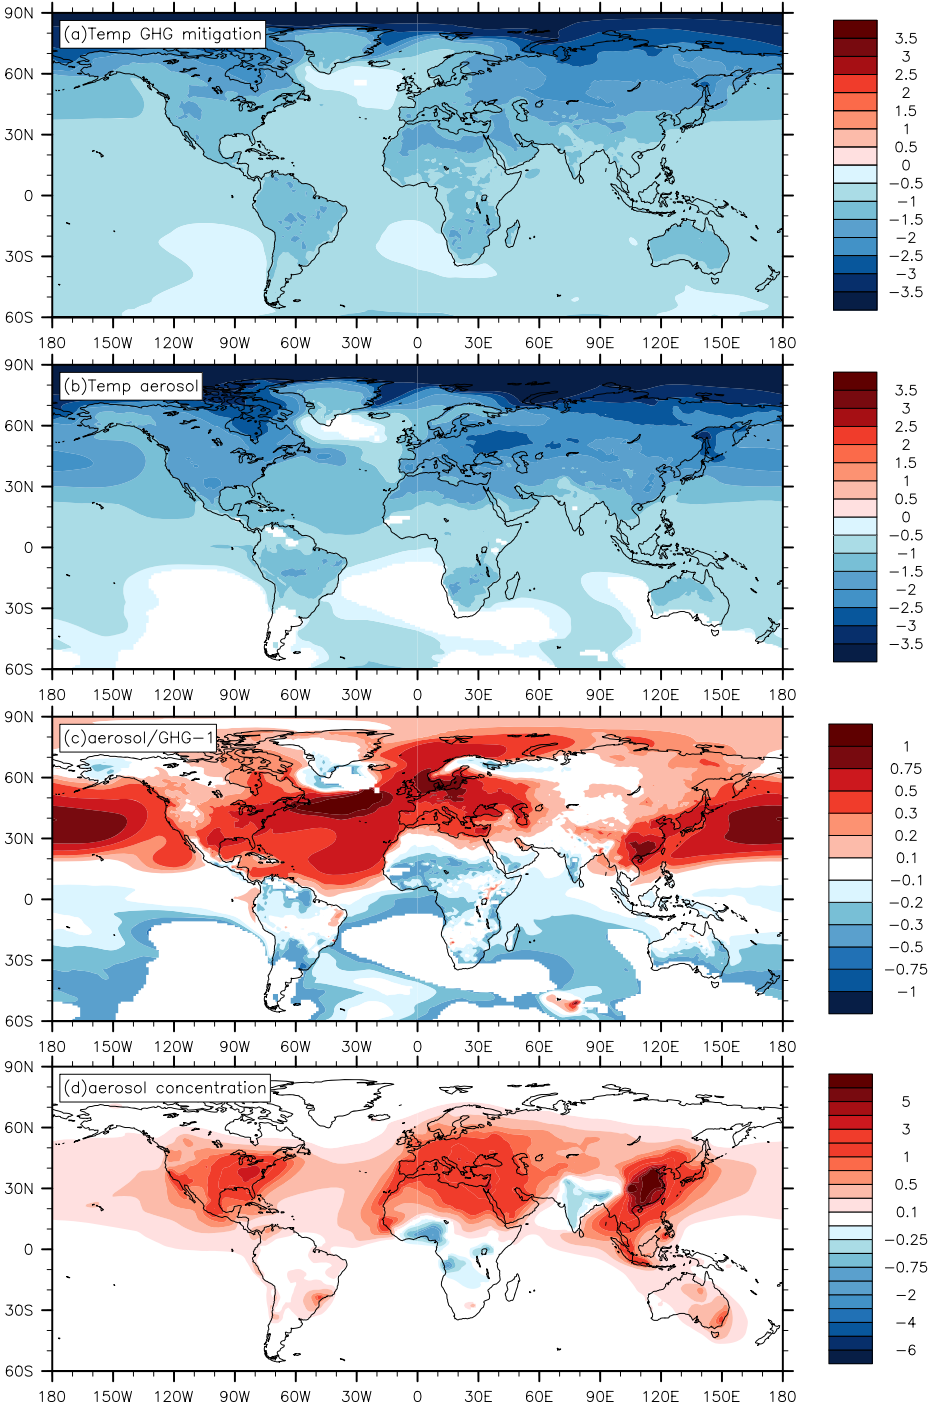 90N
(a)Temp GHG mitigation
60N
30N
0
30S
60S
180 150W 120W 90W 60W 30W 0 30E 60E 90E 120E 150E 180
3.5
3
2.5
2
1.5
1
0.5
0
−0.5
−1
−1.5
−2
−2.5
−3
−3.5
90N
(b)Temp aerosol
60N
30N
0
30S
60S
180 150W 120W 90W 60W 30W 0 30E 60E 90E 120E 150E 180
3.5
3
2.5
2
1.5
1
0.5
0
−0.5
−1
−1.5
−2
−2.5
−3
−3.5
90N
(c)aerosol/GHG−1
60N
30N
0
30S
60S
180 150W 120W 90W 60W 30W 0 30E 60E 90E 120E 150E 180
1
0.75
0.5
0.3
0.2
0.1
−0.1
−0.2
−0.3
−0.5
−0.75
−1
90N
(d)aerosol concentration
60N
30N
0
30S
60S
180 150W 120W 90W 60W 30W 0 30E 60E 90E 120E 150E 180
5
3
1
0.5
0.1
−0.25
−0.75
−2
−4
−6